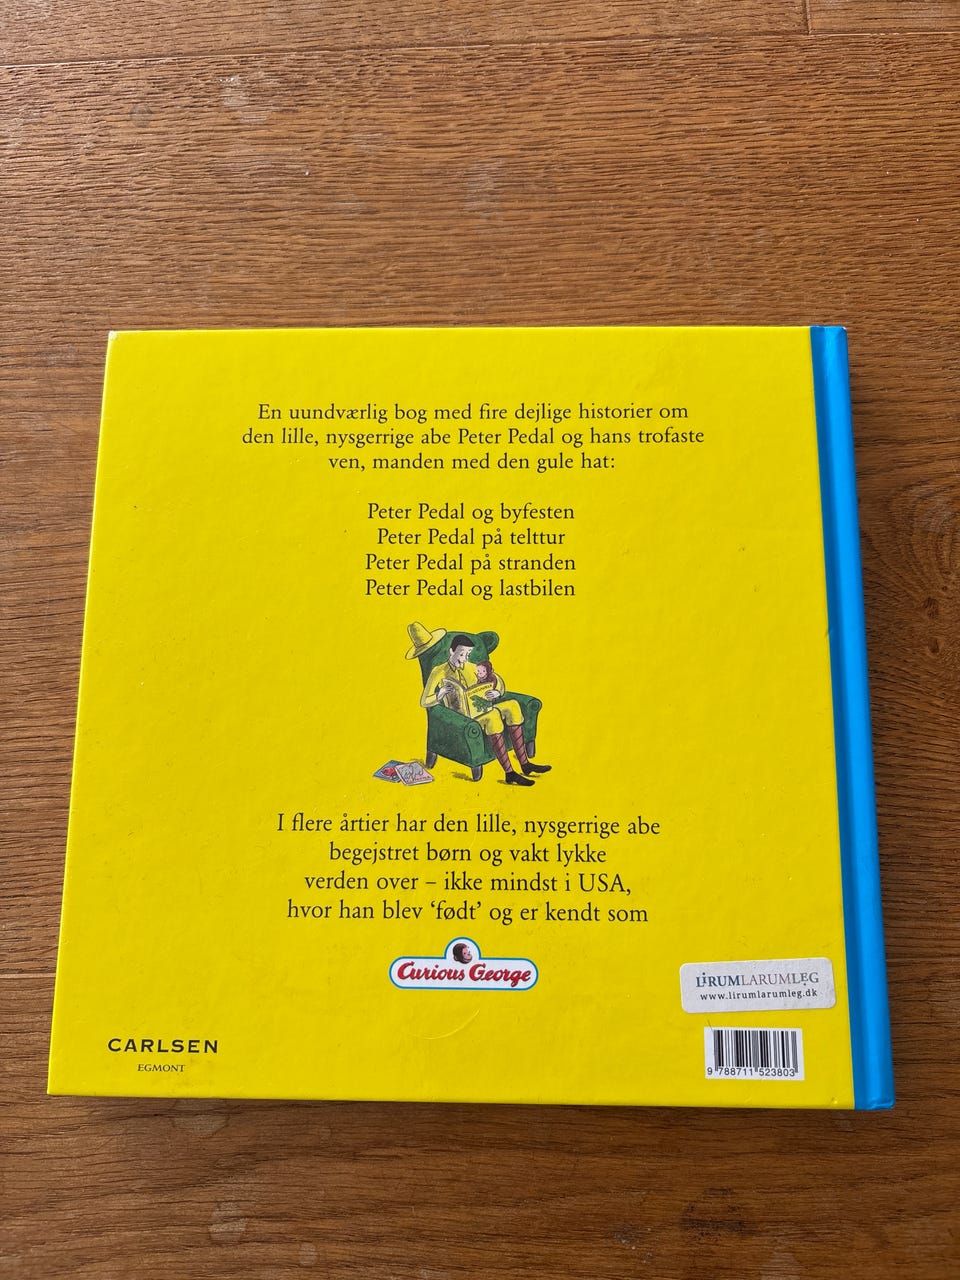 En uundværlig bog med fire dejlige historier om
den lille, nysgerrige abe Peter Pedal og hans trofaste
ven, manden med den gule hat:
Peter Pedal og byfesten
Peter Pedal på telttur
Peter Pedal på stranden
Peter Pedal og lastbilen
I flere årtier har den lille, nysgerrige abe
begejstret børn og vakt lykke
verden over – ikke mindst i USA,
hvor han blev ‘født’ og er kendt som
Curious George
LiRUMLARUMLEG
www.lirumlarumleg.dk
CARLSEN
EGMONT
9 788711 523803